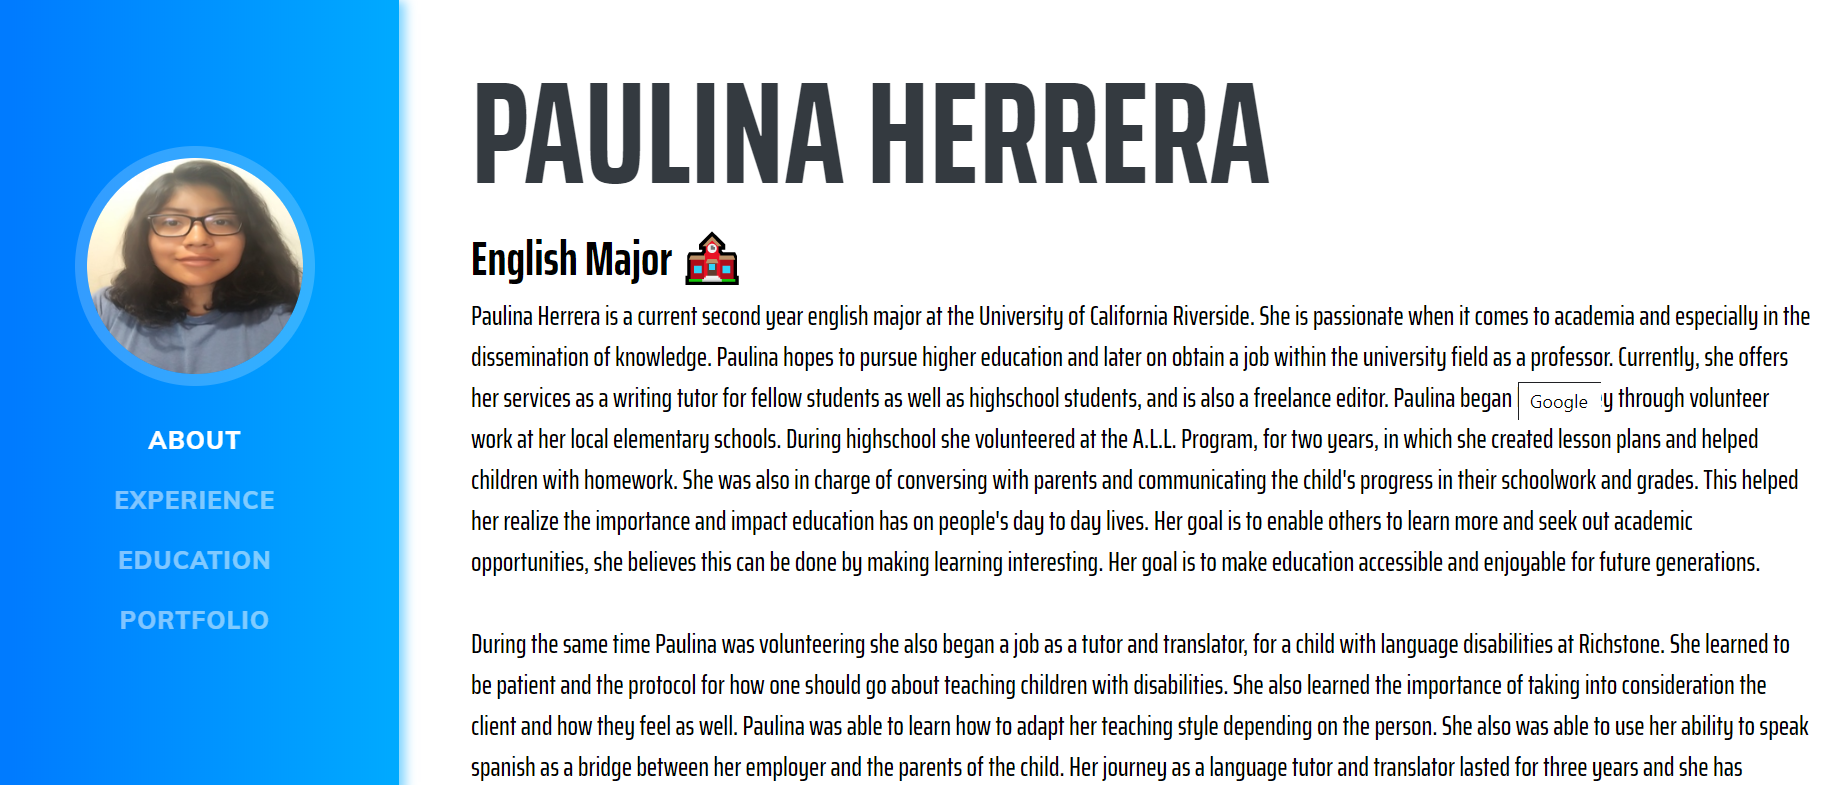 PAULINA HERRERA
English Major
Paulina Herrera is a current second year english major at the University of California Riverside. She is passionate when it comes to academia and especially in the
dissemination of knowledge. Paulina hopes to pursue higher education and later on obtain a job within the university field as a professor. Currently, she offers
her services as a writing tutor for fellow students as well as highschool students, and is also a freelance editor. Paulina began Google y through volunteer
work at her local elementary schools. During highschool she volunteered at the A.L.L. Program, for two years, in which she created lesson plans and helped
children with homework. She was also in charge of conversing with parents and communicating the child's progress in their schoolwork and grades. This helped
her realize the importance and impact education has on people's day to day lives. Her goal is to enable others to learn more and seek out academic
opportunities, she believes this can be done by making learning interesting. Her goal is to make education accessible and enjoyable for future generations.
During the same time Paulina was volunteering she also began a job as a tutor and translator, for a child with language disabilities at Richstone. She learned to
be patient and the protocol for how one should go about teaching children with disabilities. She also learned the importance of taking into consideration the
client and how they feel as well. Paulina was able to learn how to adapt her teaching style depending on the person. She also was able to use her ability to speak
spanish as a bridge between her employer and the parents of the child. Her journey as a language tutor and translator lasted for three years and she has
ABOUT
EXPERIENCE
EDUCATION
PORTFOLIO